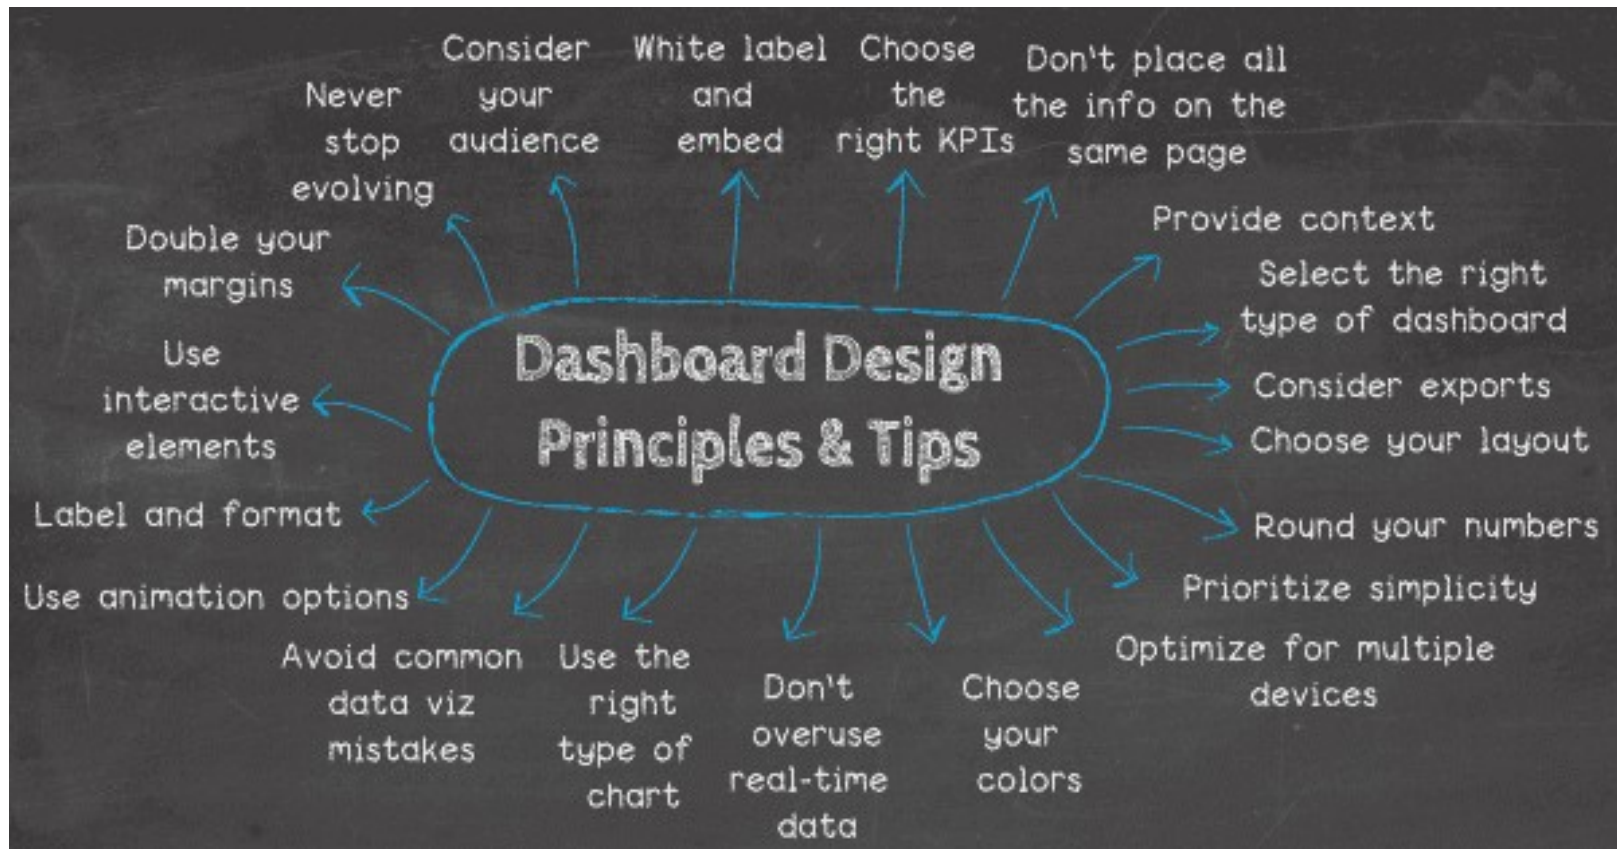 Dashboard Design
Principles & Tips
Consider
your
audience
White label
and
embed
Choose
the
right KPIs
Don't place all
the info on the
same page
Provide context
Select the right
type of dashboard
Consider exports
Choose your layout
Round your numbers
Prioritize simplicity
Optimize for multiple
devices
Choose
your
colors
Don't
overuse
real-time
data
Use the
right
type of
chart
Avoid common
data viz
mistakes
Use animation options
Label and format
Use
interactive
elements
Double your
margins
Never
stop
evolving